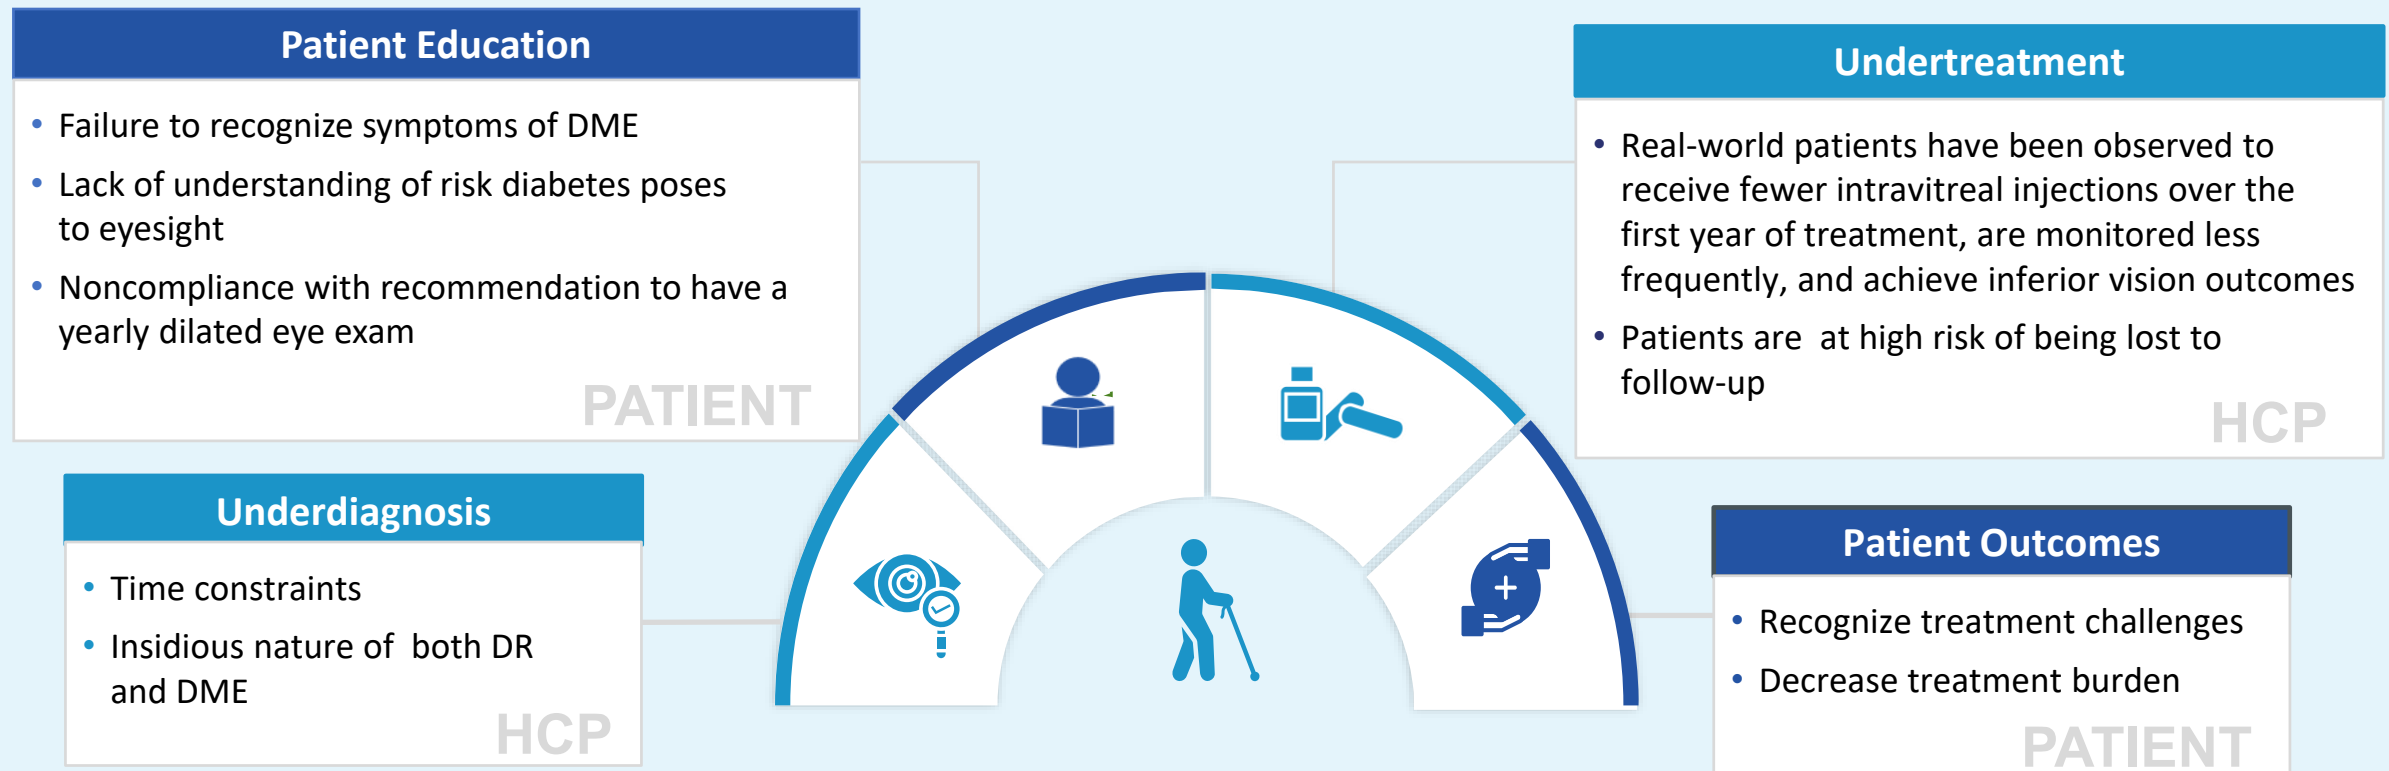 Patient Education
• Failure to recognize symptoms of DME
• Lack of understanding of risk diabetes poses
to eyesight
• Noncompliance with recommendation to have a
yearly dilated eye exam
PATIENT
Undertreatment
• Real-world patients have been observed to
receive fewer intravitreal injections over the
first year of treatment, are monitored less
frequently, and achieve inferior vision outcomes
• Patients are at high risk of being lost to
follow-up
HCP
Underdiagnosis
• Time constraints
• Insidious nature of both DR
and DME
HCP
Patient Outcomes
• Recognize treatment challenges
• Decrease treatment burden
PATIENT